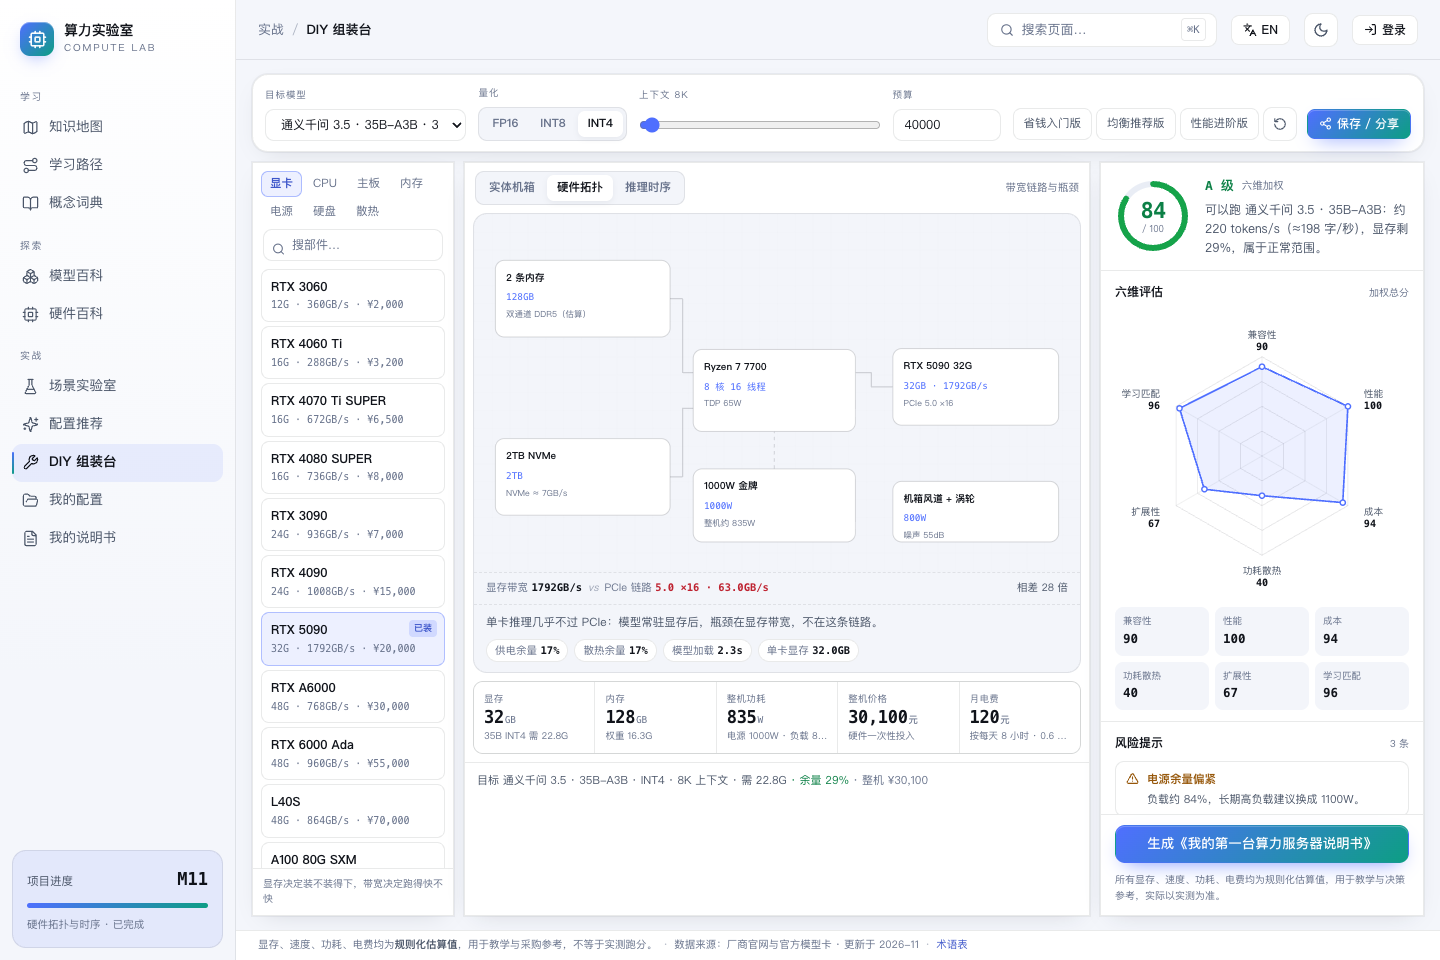 算力实验室
COMPUTE LAB
学习
知识地图
学习路径
概念词典
探索
模型百科
硬件百科
实战
场景实验室
配置推荐
DIY 组装台
我的配置
我的说明书
项目进度 M11
硬件拓扑与时序 · 已完成
实战 / DIY 组装台
搜索页面... ⌘K
EN
登录
目标模型
通义千问 3.5 · 35B-A3B · 3
量化
FP16 INT8 INT4
上下文 8K
预算
40000
省钱入门版 均衡推荐版 性能进阶版
保存 / 分享
显卡 CPU 主板 内存
电源 硬盘 散热
搜部件...
RTX 3060
12G · 360GB/s · ¥2,000
RTX 4060 Ti
16G · 288GB/s · ¥3,200
RTX 4070 Ti SUPER
16G · 672GB/s · ¥6,500
RTX 4080 SUPER
16G · 736GB/s · ¥8,000
RTX 3090
24G · 936GB/s · ¥7,000
RTX 4090
24G · 1008GB/s · ¥15,000
RTX 5090 已装
32G · 1792GB/s · ¥20,000
RTX A6000
48G · 768GB/s · ¥30,000
RTX 6000 Ada
48G · 960GB/s · ¥55,000
L40S
48G · 864GB/s · ¥70,000
A100 80G SXM
显存决定装不装得下，带宽决定跑得快不
快
实体机箱 硬件拓扑 推理时序
带宽链路与瓶颈
2 条内存
128GB
双通道 DDR5（估算）
Ryzen 7 7700
8 核 16 线程
TDP 65W
RTX 5090 32G
32GB · 1792GB/s
PCIe 5.0 ×16
2TB NVMe
2TB
NVMe ≈ 7GB/s
1000W 金牌
1000W
整机约 835W
机箱风道 + 涡轮
800W
噪声 55dB
显存带宽 1792GB/s vs PCIe 链路 5.0 ×16 · 63.0GB/s 相差 28 倍
单卡推理几乎不过 PCIe：模型常驻显存后，瓶颈在显存带宽，不在这条链路。
供电余量 17% 散热余量 17% 模型加载 2.3s 单卡显存 32.0GB
显存
32GB
35B INT4 需 22.8G
内存
128GB
权重 16.3G
整机功耗
835W
电源 1000W · 负载 8...
整机价格
30,100元
硬件一次性投入
月电费
120元
按每天 8 小时 · 0.6 ...
目标 通义千问 3.5 · 35B-A3B · INT4 · 8K 上下文 · 需 22.8G · 余量 29% · 整机 ¥30,100
84
/ 100
A 级 六维加权
可以跑 通义千问 3.5 · 35B-A3B：约
220 tokens/s（≈198 字/秒），显存剩
29%，属于正常范围。
六维评估 加权总分
兼容性
90
性能
100
成本
94
功耗散热
40
扩展性
67
学习匹配
96
兼容性
90
性能
100
成本
94
功耗散热
40
扩展性
67
学习匹配
96
风险提示 3 条
电源余量偏紧
负载约 84%，长期高负载建议换成 1100W。
生成《我的第一台算力服务器说明书》
所有显存、速度、功耗、电费均为规则化估算值，用于教学与决策
参考，实际以实测为准。
显存、速度、功耗、电费均为规则化估算值，用于教学与采购参考，不等于实测跑分。 · 数据来源：厂商官网与官方模型卡 · 更新于 2026-11 · 术语表